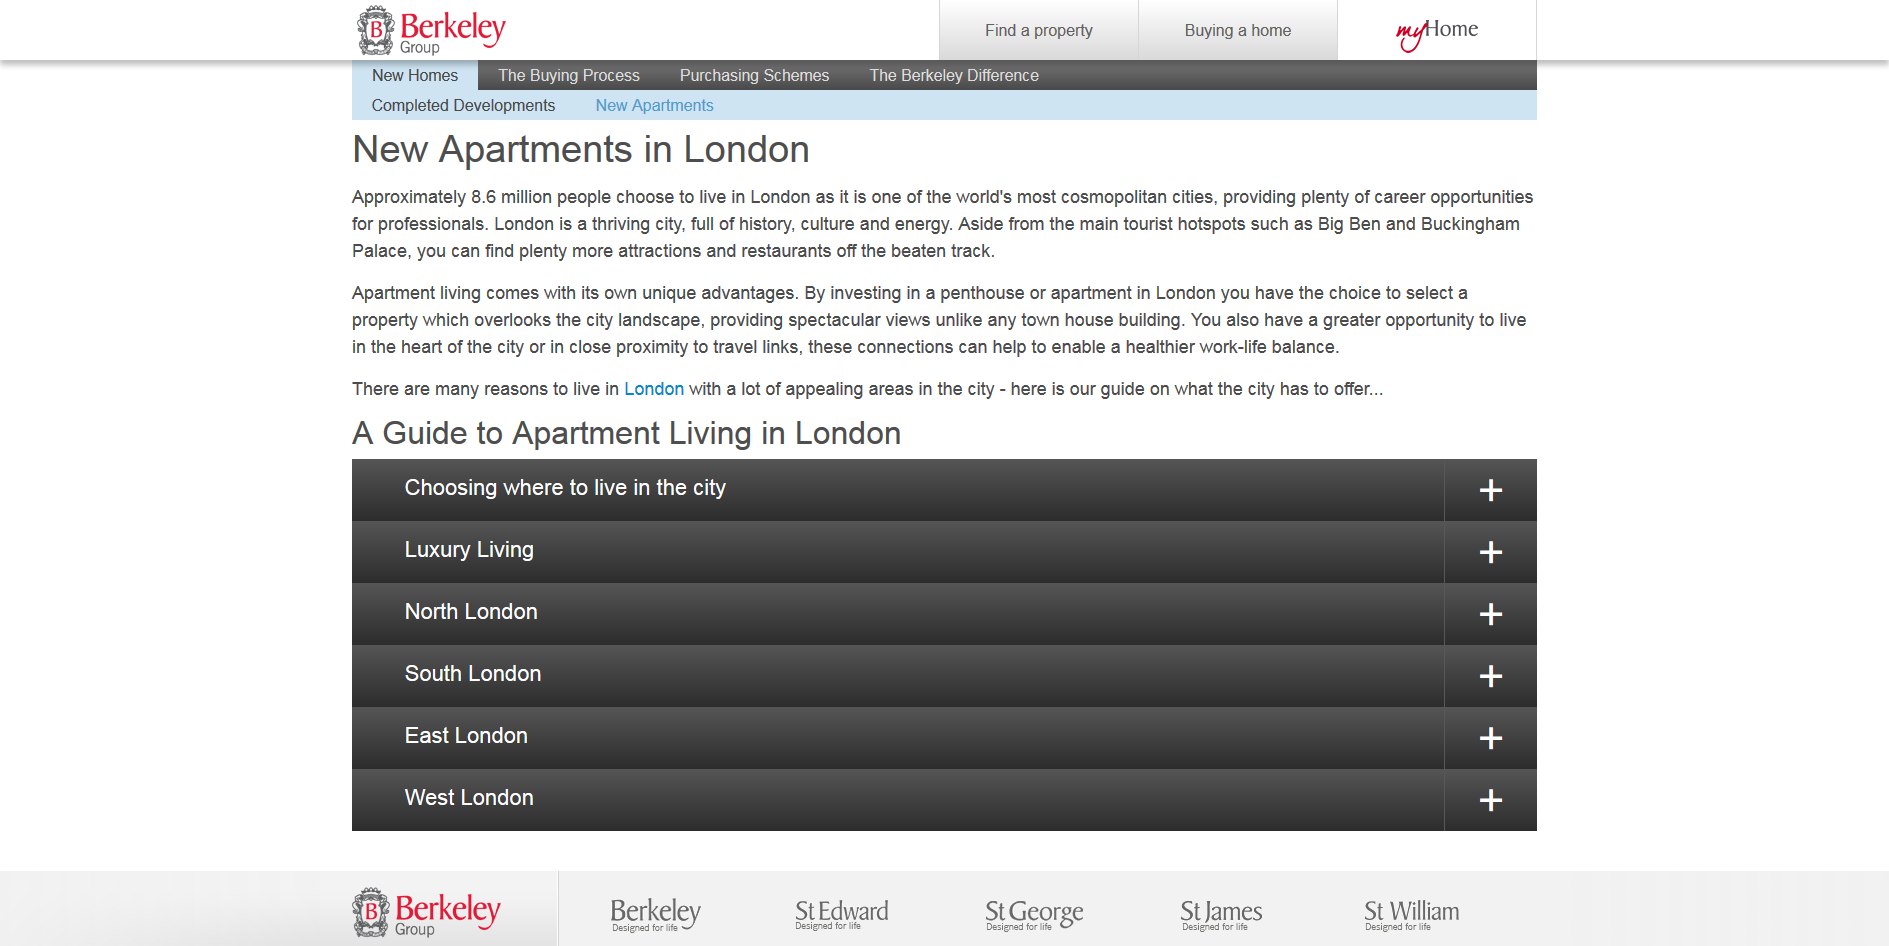 B Berkeley
Group
Find a property
Buying a home
myHome
New Homes
The Buying Process
Purchasing Schemes
The Berkeley Difference
Completed Developments
New Apartments
New Apartments in London
Approximately 8.6 million people choose to live in London as it is one of the world's most cosmopolitan cities, providing plenty of career opportunities
for professionals. London is a thriving city, full of history, culture and energy. Aside from the main tourist hotspots such as Big Ben and Buckingham
Palace, you can find plenty more attractions and restaurants off the beaten track.
Apartment living comes with its own unique advantages. By investing in a penthouse or apartment in London you have the choice to select a
property which overlooks the city landscape, providing spectacular views unlike any town house building. You also have a greater opportunity to live
in the heart of the city or in close proximity to travel links, these connections can help to enable a healthier work-life balance.
There are many reasons to live in London with a lot of appealing areas in the city - here is our guide on what the city has to offer...
A Guide to Apartment Living in London
Choosing where to live in the city
Luxury Living
North London
South London
East London
West London
B Berkeley
Group
Berkeley
Designed for life
St Edward
Designed for life
St George
Designed for life
St James
Designed for life
St William
Designed for life